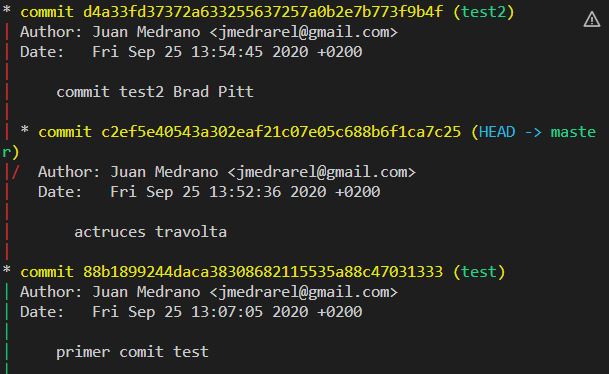 * commit d4a33fd37372a633255637257a0b2e7b773f9b4f (test2)
| Author: Juan Medrano <jmedrarel@gmail.com>
| Date:   Fri Sep 25 13:54:45 2020 +0200
|
|     commit test2 Brad Pitt
|
| * commit c2ef5e40543a302eaf21c07e05c688b6f1ca7c25 (HEAD -> maste
r)
|/  Author: Juan Medrano <jmedrarel@gmail.com>
|   Date:   Fri Sep 25 13:52:36 2020 +0200
|
|       actruces travolta
|
* commit 88b1899244daca38308682115535a88c47031333 (test)
| Author: Juan Medrano <jmedrarel@gmail.com>
| Date:   Fri Sep 25 13:07:05 2020 +0200
|
|     primer comit test
|